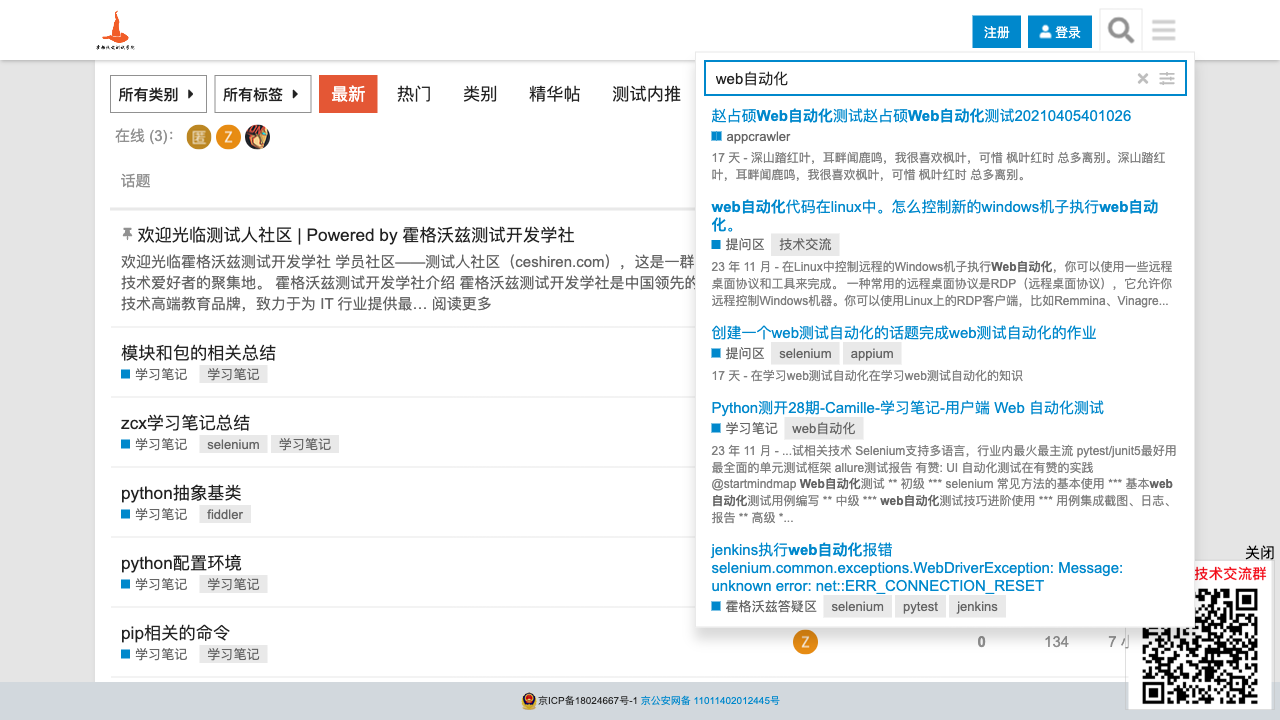 注册
登录
web自动化
所有类别
所有标签
最新
热门
类别
精华帖
测试内推
在线 (3):
匿
Z
话题
欢迎光临测试人社区 | Powered by 霍格沃兹测试开发学社
欢迎光临霍格沃兹测试开发学社 学员社区——测试人社区（ceshiren.com），这是一群
技术爱好者的聚集地。 霍格沃兹测试开发学社介绍 霍格沃兹测试开发学社是中国领先的
技术高端教育品牌，致力于为 IT 行业提供最… 阅读更多
模块和包的相关总结
学习笔记 学习笔记
zcx学习笔记总结
学习笔记 selenium 学习笔记
python抽象基类
学习笔记 fiddler
python配置环境
学习笔记 学习笔记
pip相关的命令
学习笔记 学习笔记
Z
0
134
7 小
赵占硕Web自动化测试赵占硕Web自动化测试20210405401026
appcrawler
17 天 - 深山踏红叶，耳畔闻鹿鸣，我很喜欢枫叶，可惜 枫叶红时 总多离别。深山踏红
叶，耳畔闻鹿鸣，我很喜欢枫叶，可惜 枫叶红时 总多离别。
web自动化代码在linux中。怎么控制新的windows机子执行web自动
化。
提问区 技术交流
23 年 11 月 - 在Linux中控制远程的Windows机子执行Web自动化，你可以使用一些远程
桌面协议和工具来完成。 一种常用的远程桌面协议是RDP（远程桌面协议），它允许你
远程控制Windows机器。你可以使用Linux上的RDP客户端，比如Remmina、Vinagre...
创建一个web测试自动化的话题完成web测试自动化的作业
提问区 selenium appium
17 天 - 在学习web测试自动化在学习web测试自动化的知识
Python测开28期-Camille-学习笔记-用户端 Web 自动化测试
学习笔记 web自动化
23 年 11 月 - ...试相关技术 Selenium支持多语言，行业内最火最主流 pytest/junit5最好用
最全面的单元测试框架 allure测试报告 有赞: UI 自动化测试在有赞的实践
@startmindmap Web自动化测试 ** 初级 *** selenium 常见方法的基本使用 *** 基本web
自动化测试用例编写 ** 中级 *** web自动化测试技巧进阶使用 *** 用例集成截图、日志、
报告 ** 高级 *...
jenkins执行web自动化报错
selenium.common.exceptions.WebDriverException: Message:
unknown error: net::ERR_CONNECTION_RESET
霍格沃兹答疑区 selenium pytest jenkins
关闭
技术交流群
京ICP备18024667号-1 京公安网备 11011402012445号